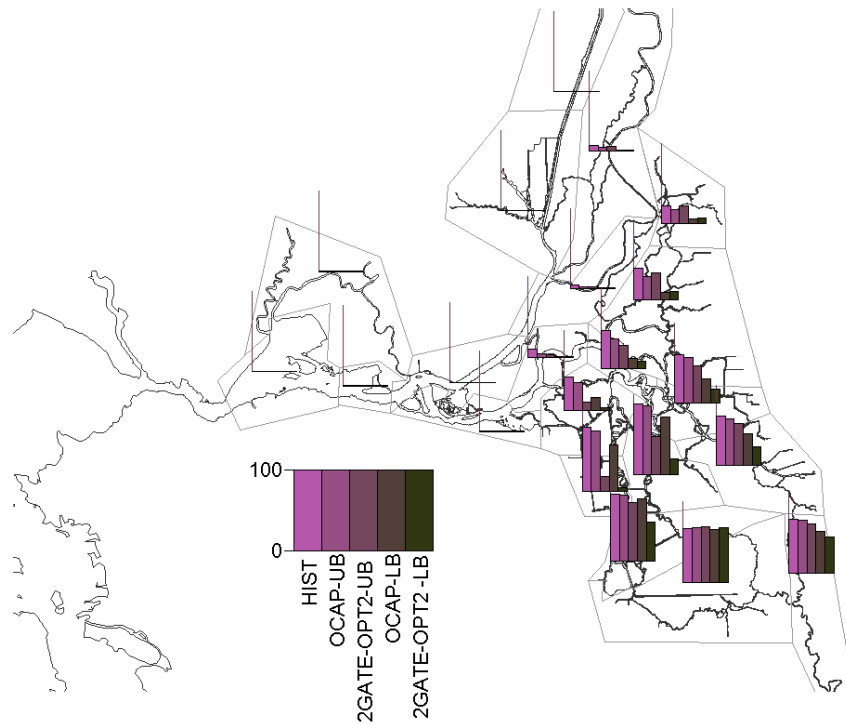 100
0
HIST
OCAP-UB
2GATE-OPT2-UB
OCAP-LB
2GATE-OPT2 -LB